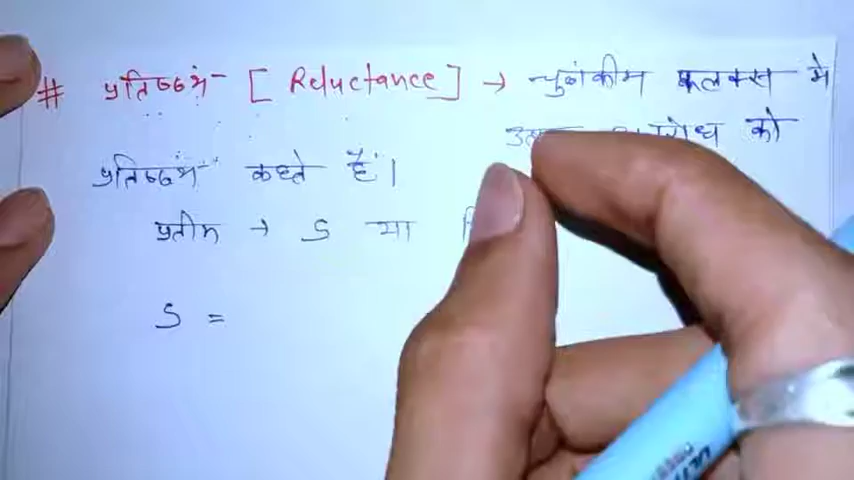 # प्रतिष्टम्भ [ Reluctance ] → चुम्बकीय फ्लक्स मे
को
प्रतिष्टम्भ कहते हैं।
प्रतीक → S या
S =